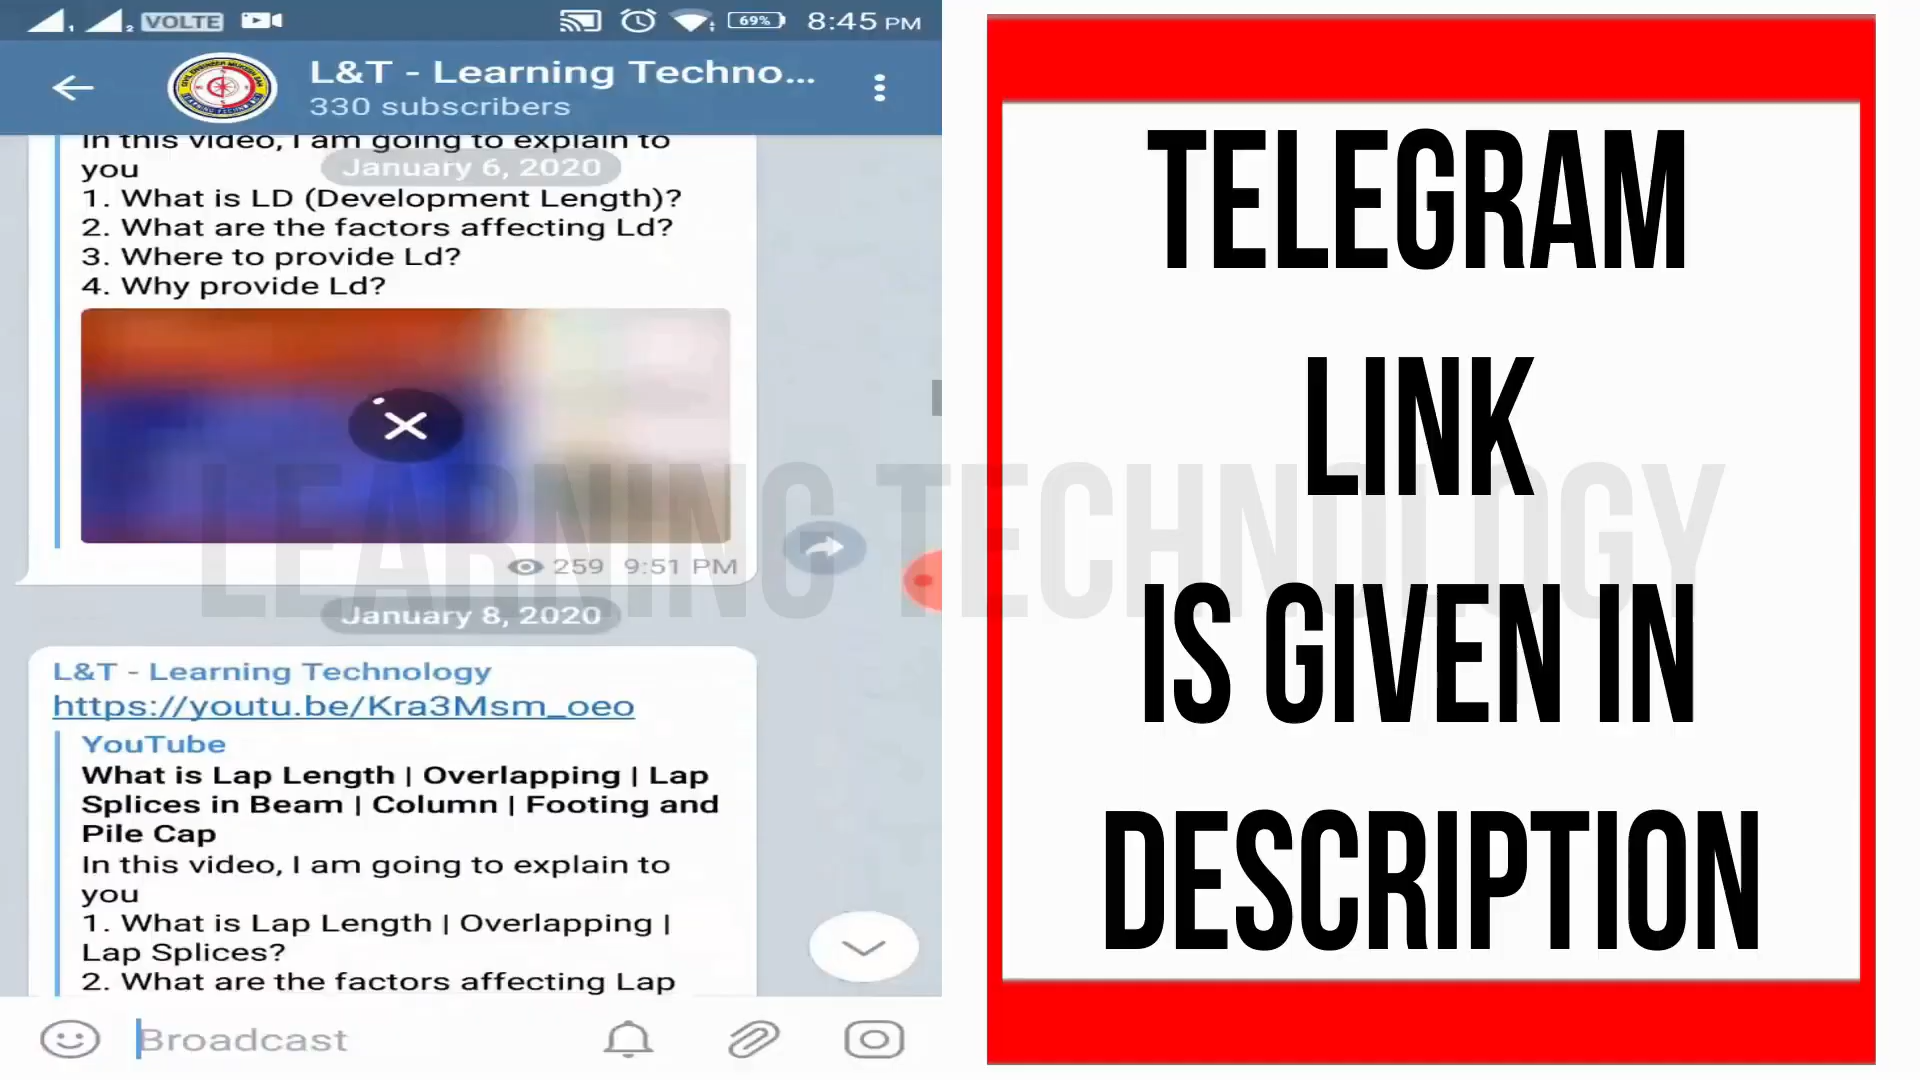 VOLTE
69%
8:45 PM
L&T - Learning Techno...
330 subscribers
In this video, I am going to explain to
you
January 6, 2020
1. What is LD (Development Length)?
2. What are the factors affecting Ld?
3. Where to provide Ld?
4. Why provide Ld?
259 9:51 PM
January 8, 2020
L&T - Learning Technology
https://youtu.be/Kra3Msm_oeo
YouTube
What is Lap Length | Overlapping | Lap
Splices in Beam | Column | Footing and
Pile Cap
In this video, I am going to explain to
you
1. What is Lap Length | Overlapping |
Lap Splices?
2. What are the factors affecting Lap
Broadcast
TELEGRAM
LINK
IS GIVEN IN
DESCRIPTION
LEARNING TECHNOLOGY